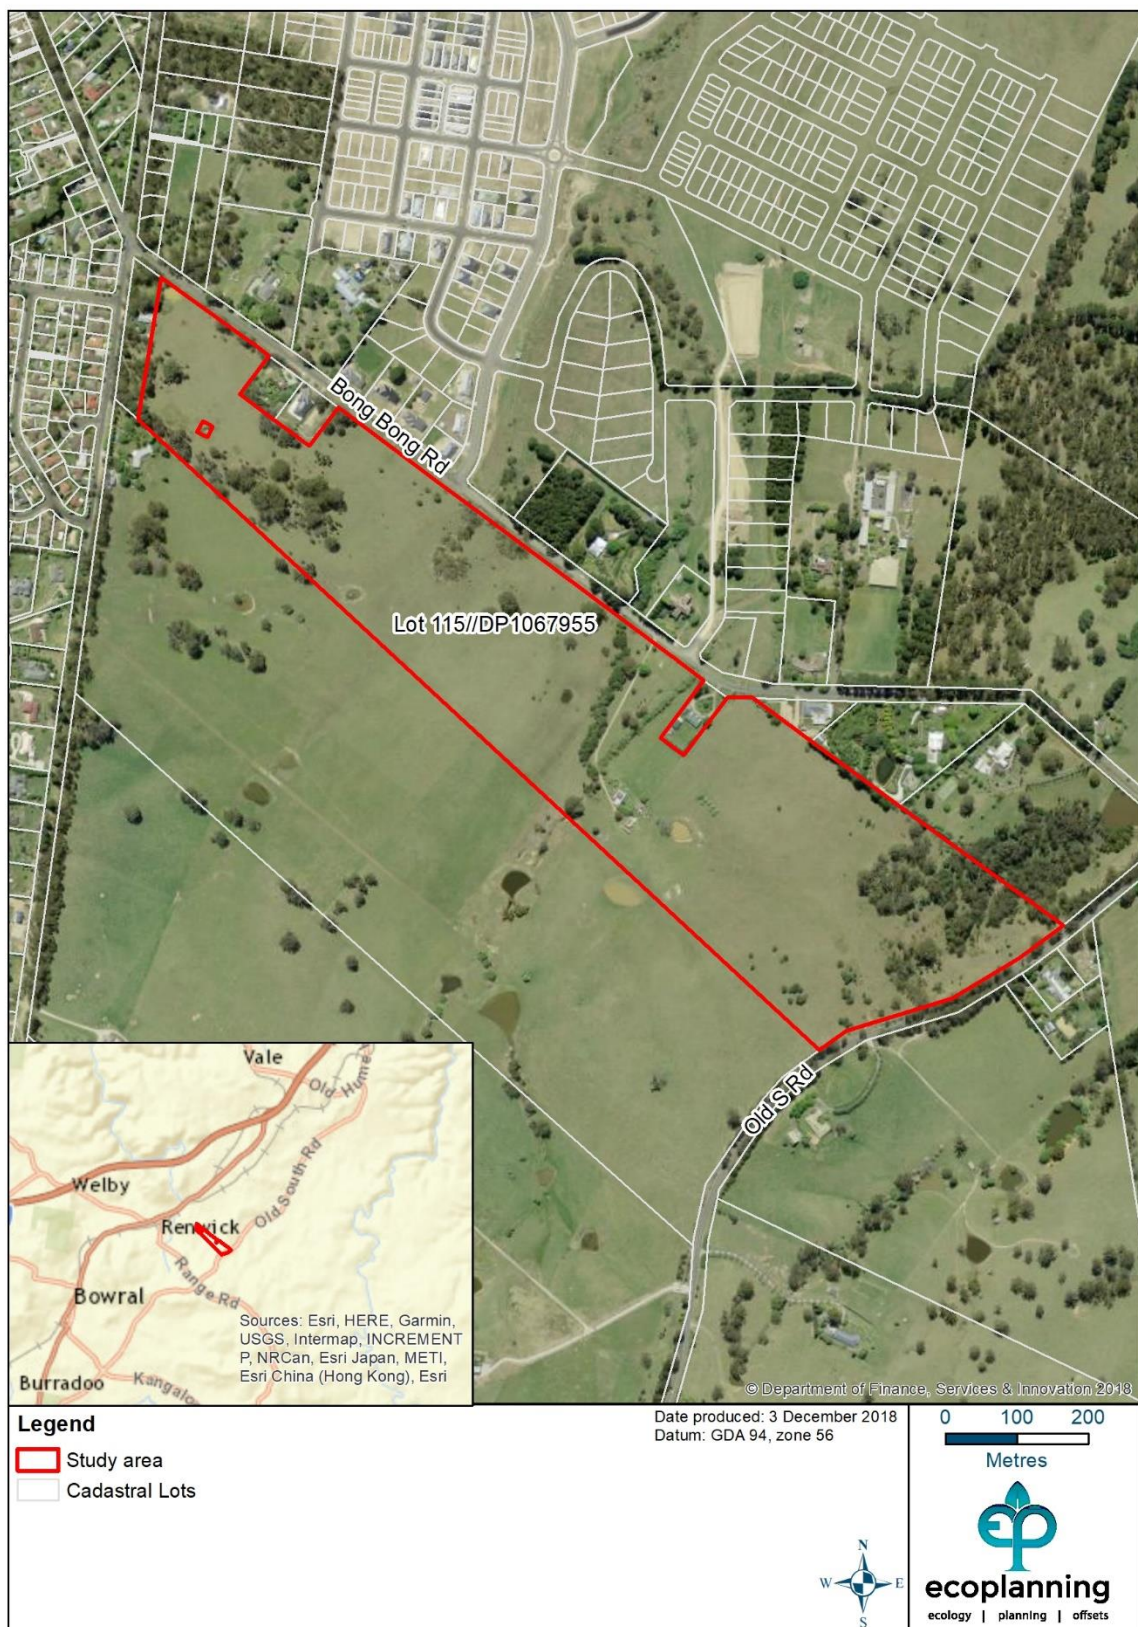 Bong Bong Rd
Lot 115//DP1067955
Old S Rd
Vale
Old Hume
Welby
Old South Rd
Renwick
Range Rd
Bowral
Sources: Esri, HERE, Garmin,
USGS, Intermap, INCREMENT
P, NRCan, Esri Japan, METI,
Esri China (Hong Kong), Esri
Burradoo
Kangaloo
© Department of Finance, Services & Innovation 2018
Legend
Study area
Cadastral Lots
Date produced: 3 December 2018
Datum: GDA 94, zone 56
0 100 200
Metres
N
W E
S
ep
ecoplanning
ecology | planning | offsets